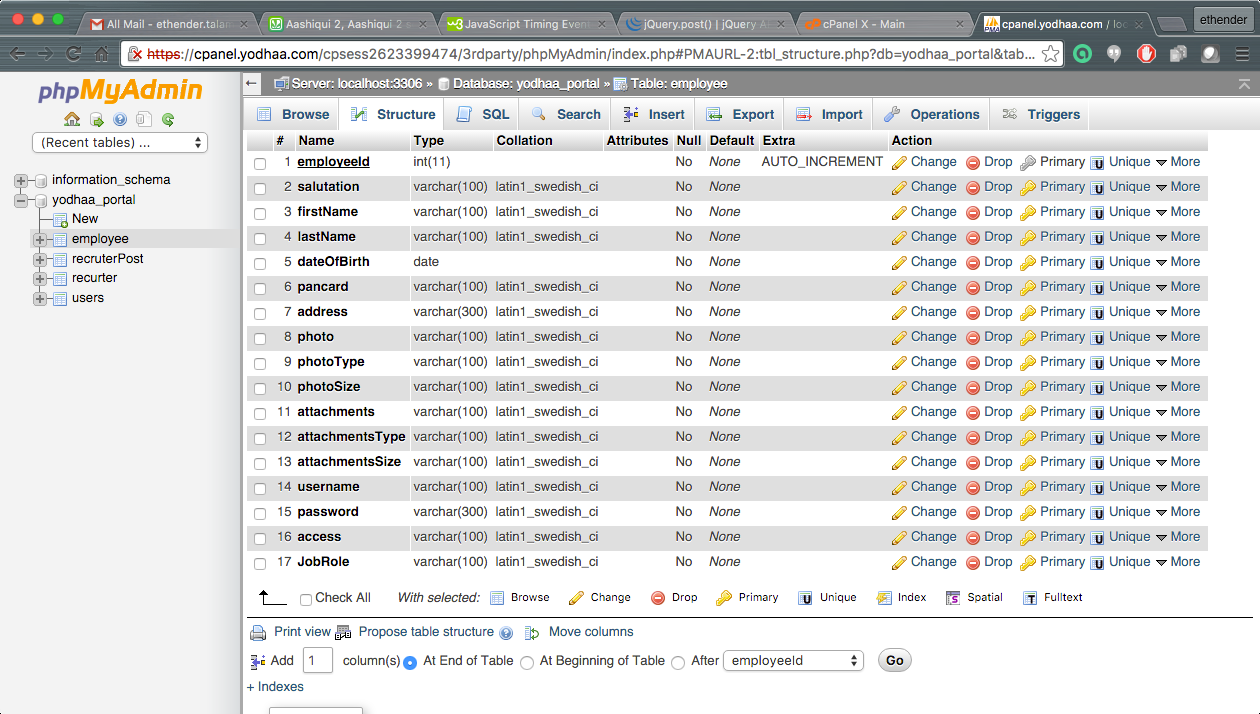 All Mail - ethender.talan
Aashiqui 2, Aashiqui 2 s
JavaScript Timing Even
jQuery.post() | jQuery A
cPanel X - Main
cpanel.yodhaa.com / lo
ethender
https://cpanel.yodhaa.com/cpsess2623399474/3rdparty/phpMyAdmin/index.php#PMAURL-2:tbl_structure.php?db=yodhaa_portal&tab...
phpMyAdmin
(Recent tables) ...
information_schema
yodhaa_portal
New
employee
recruterPost
recurter
users
Server: localhost:3306 » Database: yodhaa_portal » Table: employee
Browse Structure SQL Search Insert Export Import Operations Triggers
# Name Type Collation Attributes Null Default Extra Action
1 employeeId int(11) No None AUTO_INCREMENT Change Drop Primary Unique More
2 salutation varchar(100) latin1_swedish_ci No None Change Drop Primary Unique More
3 firstName varchar(100) latin1_swedish_ci No None Change Drop Primary Unique More
4 lastName varchar(100) latin1_swedish_ci No None Change Drop Primary Unique More
5 dateOfBirth date No None Change Drop Primary Unique More
6 pancard varchar(100) latin1_swedish_ci No None Change Drop Primary Unique More
7 address varchar(300) latin1_swedish_ci No None Change Drop Primary Unique More
8 photo varchar(100) latin1_swedish_ci No None Change Drop Primary Unique More
9 photoType varchar(100) latin1_swedish_ci No None Change Drop Primary Unique More
10 photoSize varchar(100) latin1_swedish_ci No None Change Drop Primary Unique More
11 attachments varchar(100) latin1_swedish_ci No None Change Drop Primary Unique More
12 attachmentsType varchar(100) latin1_swedish_ci No None Change Drop Primary Unique More
13 attachmentsSize varchar(100) latin1_swedish_ci No None Change Drop Primary Unique More
14 username varchar(100) latin1_swedish_ci No None Change Drop Primary Unique More
15 password varchar(300) latin1_swedish_ci No None Change Drop Primary Unique More
16 access varchar(100) latin1_swedish_ci No None Change Drop Primary Unique More
17 JobRole varchar(100) latin1_swedish_ci No None Change Drop Primary Unique More
Check All With selected: Browse Change Drop Primary Unique Index Spatial Fulltext
Print view Propose table structure Move columns
Add 1 column(s) At End of Table At Beginning of Table After employeeId Go
+ Indexes